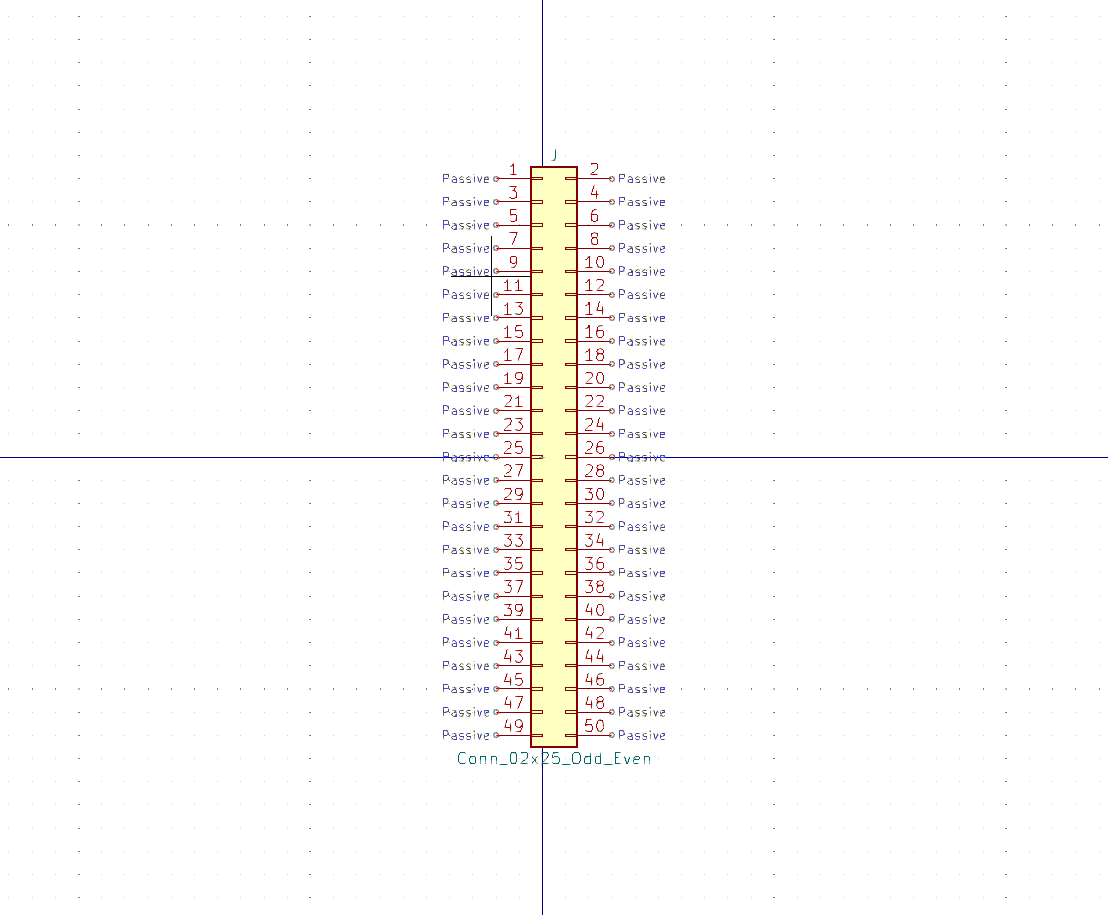 J
Passive 1 2 Passive
Passive 3 4 Passive
Passive 5 6 Passive
Passive 7 8 Passive
Passive 9 10 Passive
Passive 11 12 Passive
Passive 13 14 Passive
Passive 15 16 Passive
Passive 17 18 Passive
Passive 19 20 Passive
Passive 21 22 Passive
Passive 23 24 Passive
Passive 25 26 Passive
Passive 27 28 Passive
Passive 29 30 Passive
Passive 31 32 Passive
Passive 33 34 Passive
Passive 35 36 Passive
Passive 37 38 Passive
Passive 39 40 Passive
Passive 41 42 Passive
Passive 43 44 Passive
Passive 45 46 Passive
Passive 47 48 Passive
Passive 49 50 Passive
Conn_02x25_Odd_Even